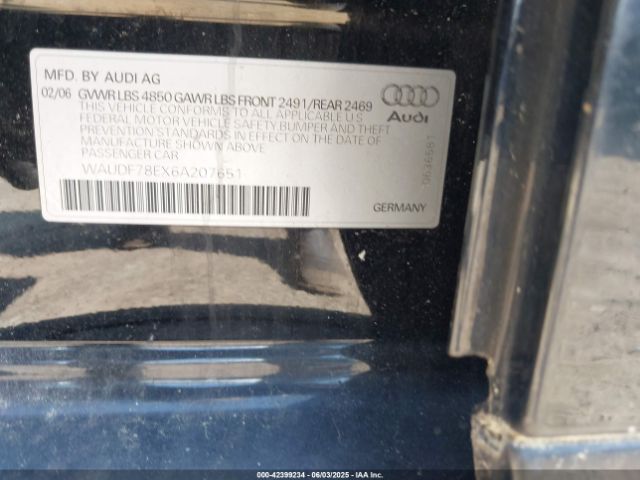 MFD. BY AUDI AG
02/06 GVWR LBS 4850 GAWR LBS FRONT 2491/REAR 2469
THIS VEHICLE CONFORMS TO ALL APPLICABLE U.S
FEDERAL MOTOR VEHICLE SAFETY BUMPER AND THEFT
PREVENTION STANDARDS IN EFFECT ON THE DATE OF
MANUFACTURE SHOWN ABOVE
PASSENGER CAR
WAUDF78EX6A207651
Audi
0636581
GERMANY
000-42399234 - 06/03/2025 - IAA Inc.